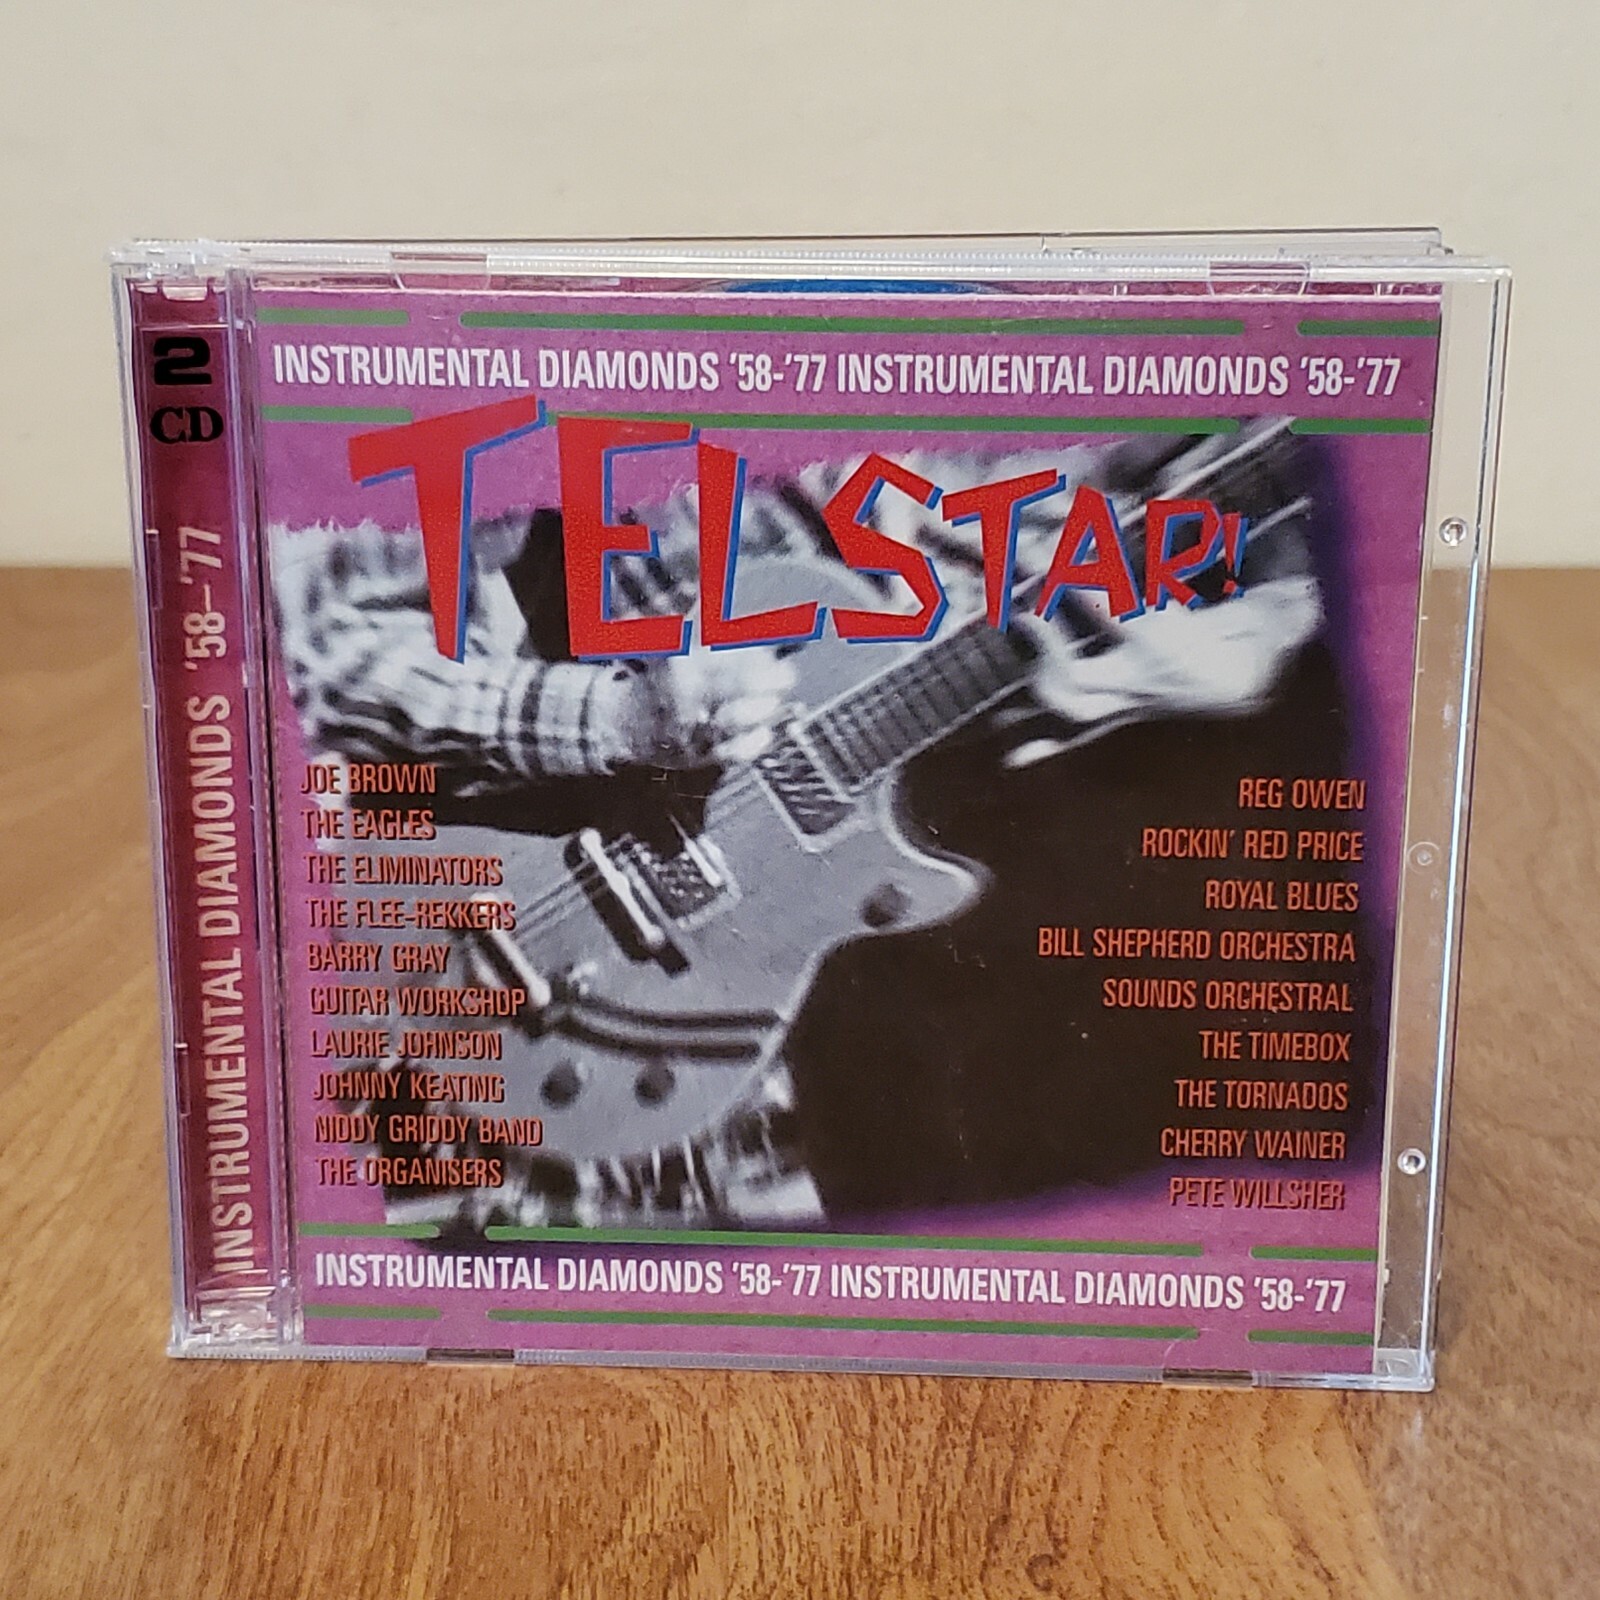 2
CD
INSTRUMENTAL DIAMONDS '58-'77
INSTRUMENTAL DIAMONDS '58-'77 INSTRUMENTAL DIAMONDS '58-'77
TELSTAR!
JOE BROWN
THE EAGLES
THE ELIMINATORS
THE FLEE-REKKERS
BARRY GRAY
GUITAR WORKSHOP
LAURIE JOHNSON
JOHNNY KEATING
NIDDY GRIDDY BAND
THE ORGANISERS
REG OWEN
ROCKIN' RED PRICE
ROYAL BLUES
BILL SHEPHERD ORCHESTRA
SOUNDS ORCHESTRAL
THE TIMEBOX
THE TORNADOS
CHERRY WAINER
PETE WILLSHER
INSTRUMENTAL DIAMONDS '58-'77 INSTRUMENTAL DIAMONDS '58-'77